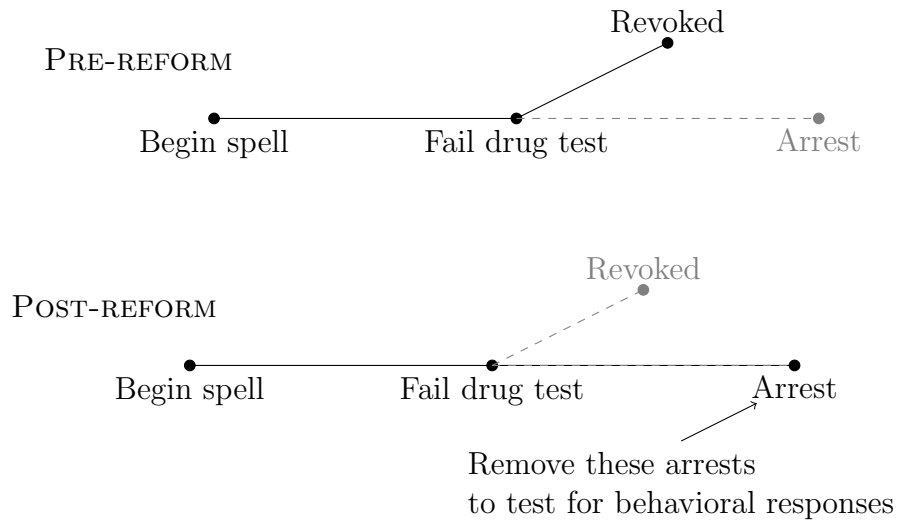 Revoked
PRE-REFORM
Begin spell
Fail drug test
Arrest
Revoked
POST-REFORM
Begin spell
Fail drug test
Arrest
Remove these arrests
to test for behavioral responses